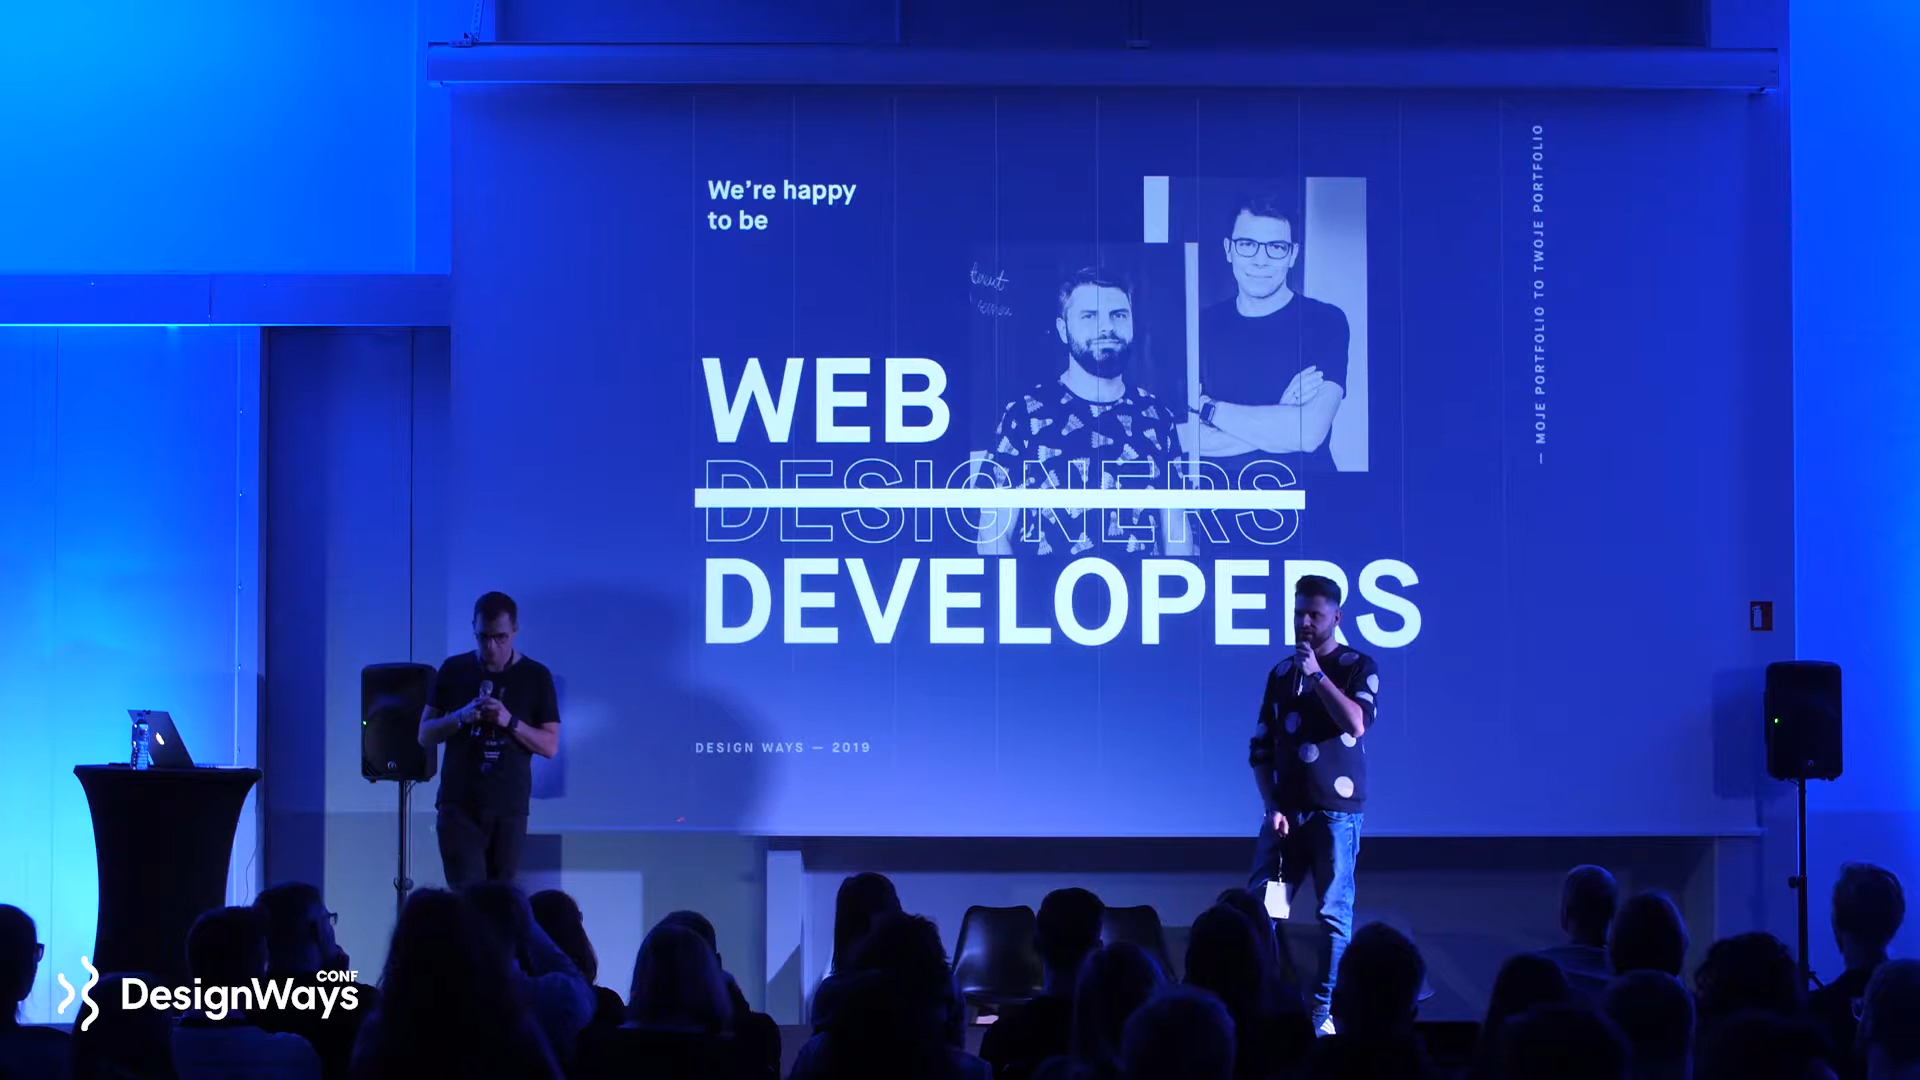 We're happy
to be
WEB
DESIGNERS
DEVELOPERS
— MOJE PORTFOLIO TO TWOJE PORTFOLIO
DESIGN WAYS — 2019
DesignWays CONF